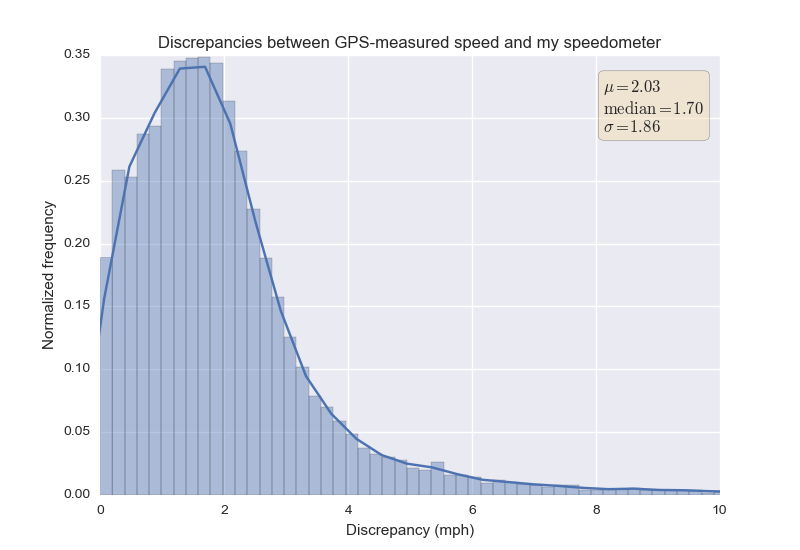 Discrepancies between GPS-measured speed and my speedometer
0.35
0.30
0.25
0.20
0.15
0.10
0.05
0.00
Normalized frequency
μ = 2.03
median = 1.70
σ = 1.86
0 2 4 6 8 10
Discrepancy (mph)